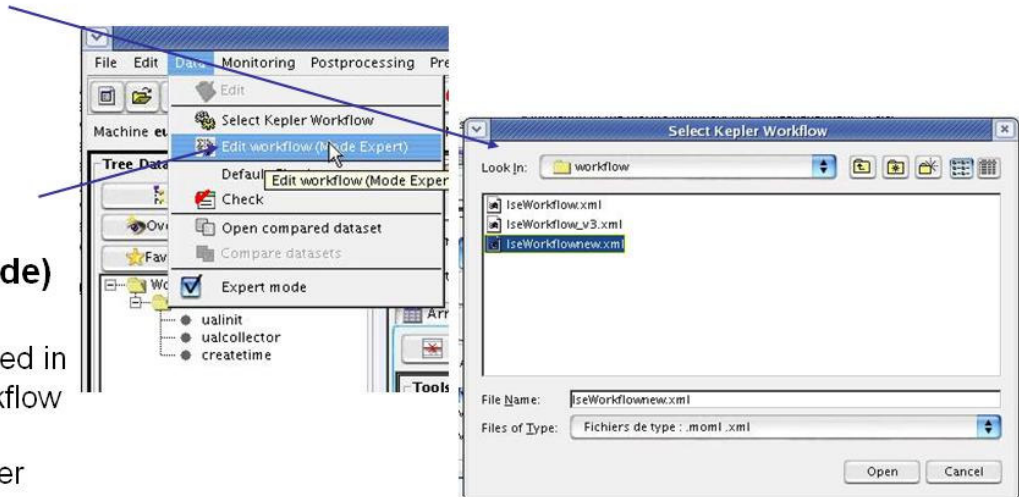 File Edit Data Monitoring Postprocessing Pre
Edit
Select Kepler Workflow
Machine eu
Edit workflow (Mode Expert)
Tree Data
Edit workflow (Mode Exper
Check
Open compared dataset
Compare datasets
Fav
Expert mode
ualinit
ualcollector
createtime
Arr
Tools
de)
ed in
kflow
er
Select Kepler Workflow
Look In: workflow
IseWorkflow.xml
IseWorkflow_v3.xml
IseWorkflownew.xml
File Name: IseWorkflownew.xml
Files of Type: Fichiers de type : .moml .xml
Open Cancel